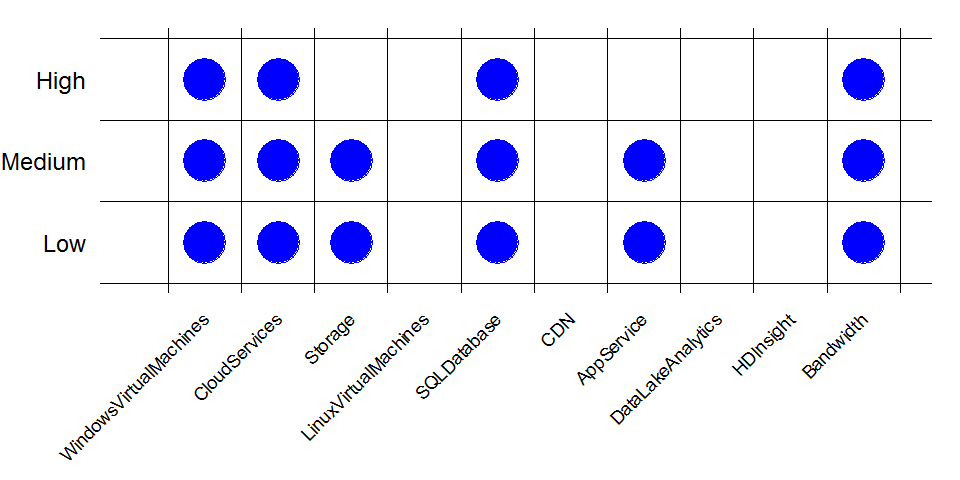 High
Medium
Low
WindowsVirtualMachines
CloudServices
Storage
LinuxVirtualMachines
SQLDatabase
CDN
AppService
DataLakeAnalytics
HDInsight
Bandwidth